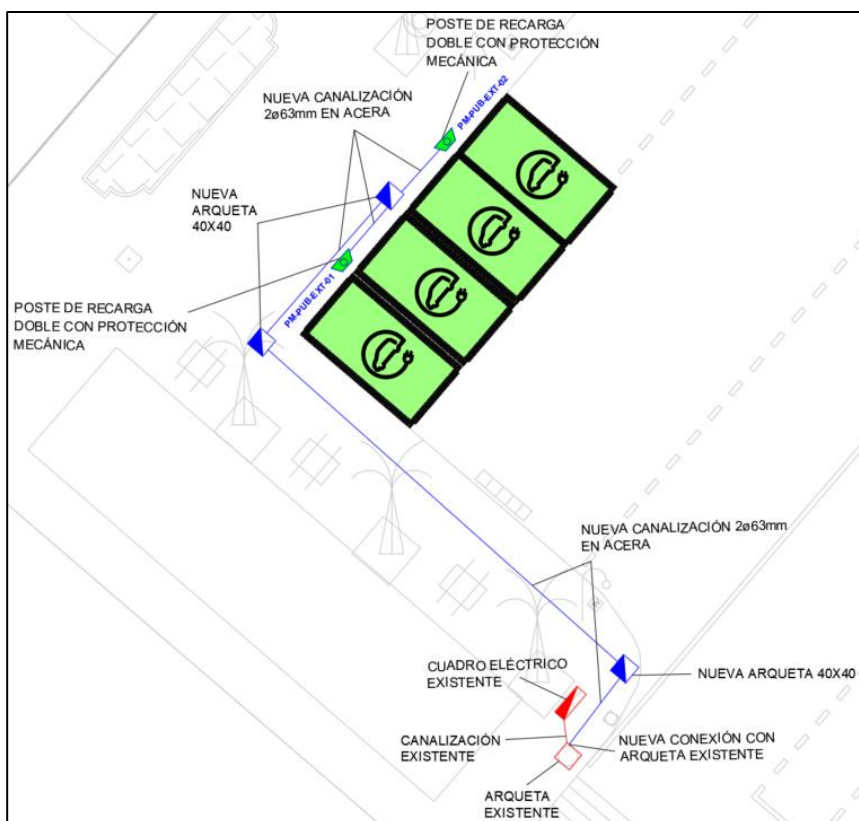 POSTE DE RECARGA
DOBLE CON PROTECCIÓN
MECÁNICA
NUEVA CANALIZACIÓN
2ø63mm EN ACERA
PM-PUB-EXT-02
NUEVA
ARQUETA
40X40
PM-PUB-EXT-01
POSTE DE RECARGA
DOBLE CON PROTECCIÓN
MECÁNICA
NUEVA CANALIZACIÓN 2ø63mm
EN ACERA
CUADRO ELÉCTRICO
EXISTENTE
NUEVA ARQUETA 40X40
CANALIZACIÓN
EXISTENTE
NUEVA CONEXIÓN CON
ARQUETA EXISTENTE
ARQUETA
EXISTENTE